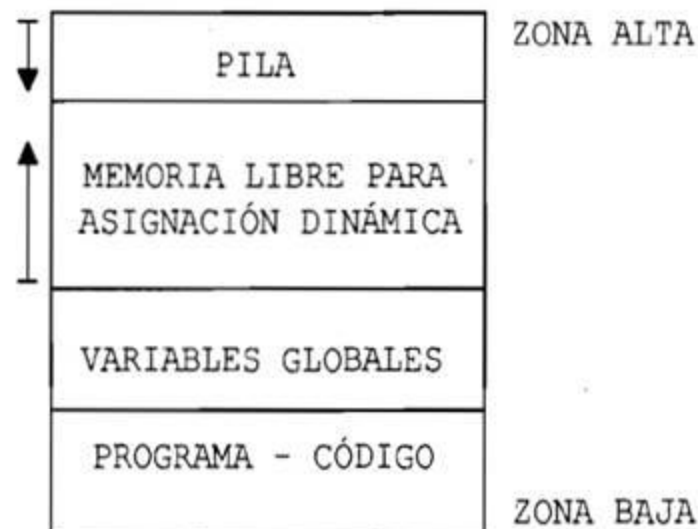 ZONA ALTA
PILA
MEMORIA LIBRE PARA
ASIGNACIÓN DINÁMICA
VARIABLES GLOBALES
PROGRAMA - CÓDIGO
ZONA BAJA